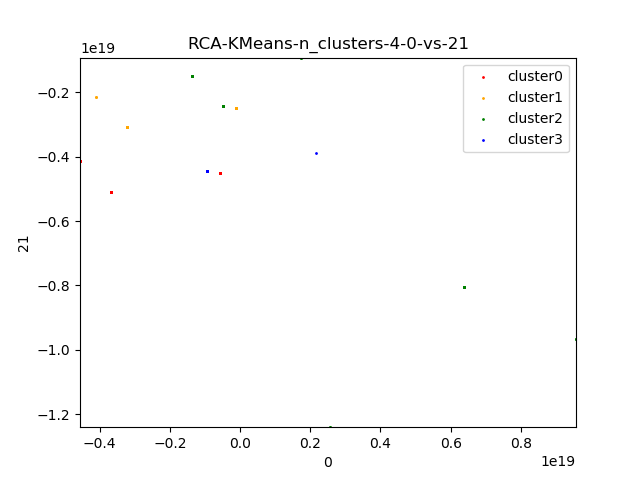 RCA-KMeans-n_clusters-4-0-vs-21
1e19
cluster0
cluster1
cluster2
cluster3
−0.2
−0.4
−0.6
−0.8
−1.0
−1.2
21
−0.4
−0.2
0.0
0.2
0.4
0.6
0.8
0
1e19